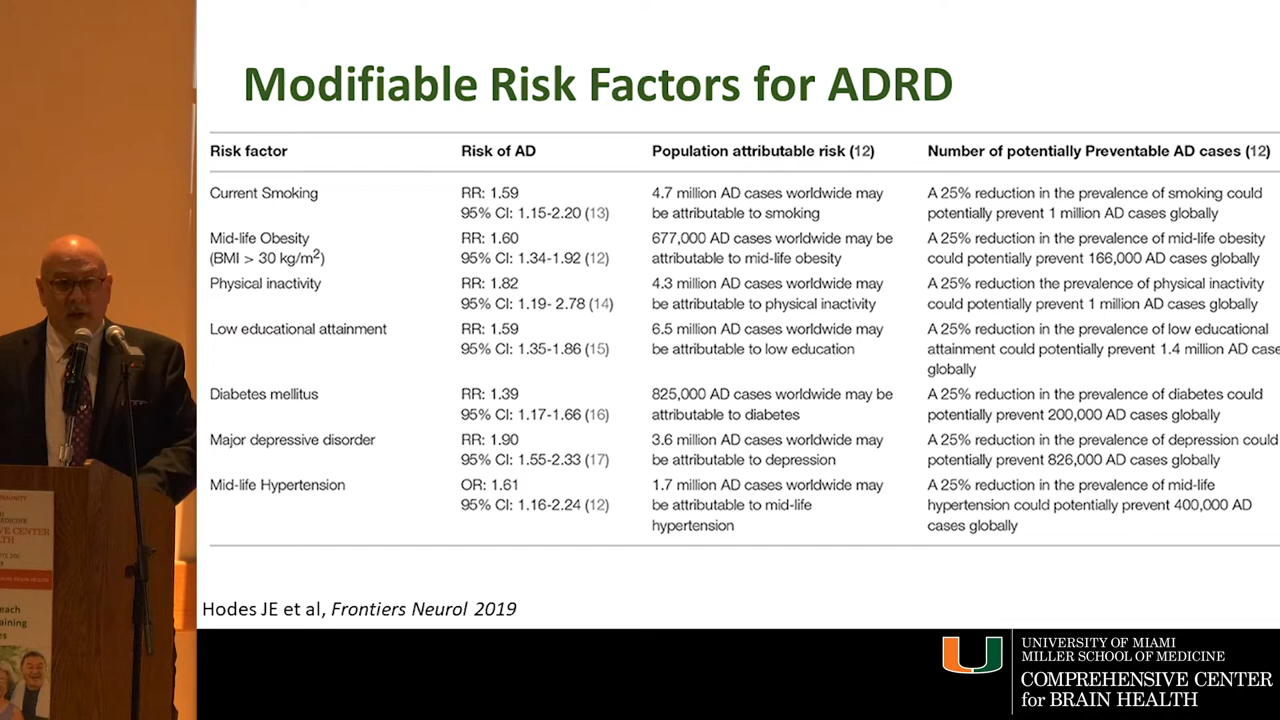 Modifiable Risk Factors for ADRD
Risk factor Risk of AD Population attributable risk (12) Number of potentially Preventable AD cases (12)
Current Smoking RR: 1.59 4.7 million AD cases worldwide may A 25% reduction in the prevalence of smoking could
95% CI: 1.15-2.20 (13) be attributable to smoking potentially prevent 1 million AD cases globally
Mid-life Obesity RR: 1.60 677,000 AD cases worldwide may be A 25% reduction in the prevalence of mid-life obesity
(BMI > 30 kg/m2) 95% CI: 1.34-1.92 (12) attributable to mid-life obesity could potentially prevent 166,000 AD cases globally
Physical inactivity RR: 1.82 4.3 million AD cases worldwide may A 25% reduction the prevalence of physical inactivity
95% CI: 1.19- 2.78 (14) be attributable to physical inactivity could potentially prevent 1 million AD cases globally
Low educational attainment RR: 1.59 6.5 million AD cases worldwide may A 25% reduction in the prevalence of low educational
95% CI: 1.35-1.86 (15) be attributable to low education attainment could potentially prevent 1.4 million AD case
globally
Diabetes mellitus RR: 1.39 825,000 AD cases worldwide may be A 25% reduction in the prevalence of diabetes could
95% CI: 1.17-1.66 (16) attributable to diabetes potentially prevent 200,000 AD cases globally
Major depressive disorder RR: 1.90 3.6 million AD cases worldwide may A 25% reduction in the prevalence of depression could
95% CI: 1.55-2.33 (17) be attributable to depression potentially prevent 826,000 AD cases globally
Mid-life Hypertension OR: 1.61 1.7 million AD cases worldwide may A 25% reduction in the prevalence of mid-life
95% CI: 1.16-2.24 (12) be attributable to mid-life hypertension could potentially prevent 400,000 AD
hypertension cases globally
Hodes JE et al, Frontiers Neurol 2019
UNIVERSITY OF MIAMI
MILLER SCHOOL OF MEDICINE
COMPREHENSIVE CENTER
for BRAIN HEALTH
MEDICINE
CENTER